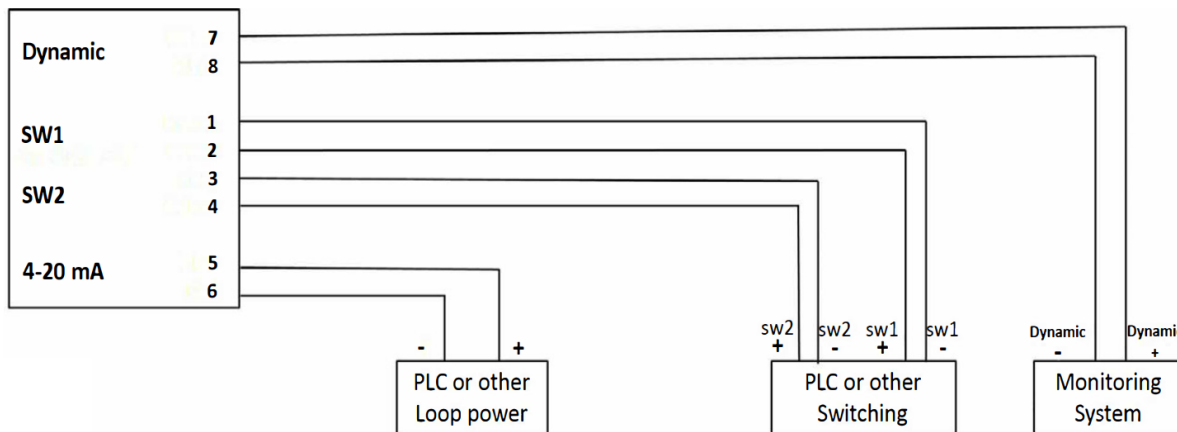 Dynamic
7
8
SW1
1
2
SW2
3
4
4-20 mA
5
6
- +
PLC or other
Loop power
sw2 sw2 sw1 sw1
+ - + -
PLC or other
Switching
Dynamic Dynamic
- +
Monitoring
System